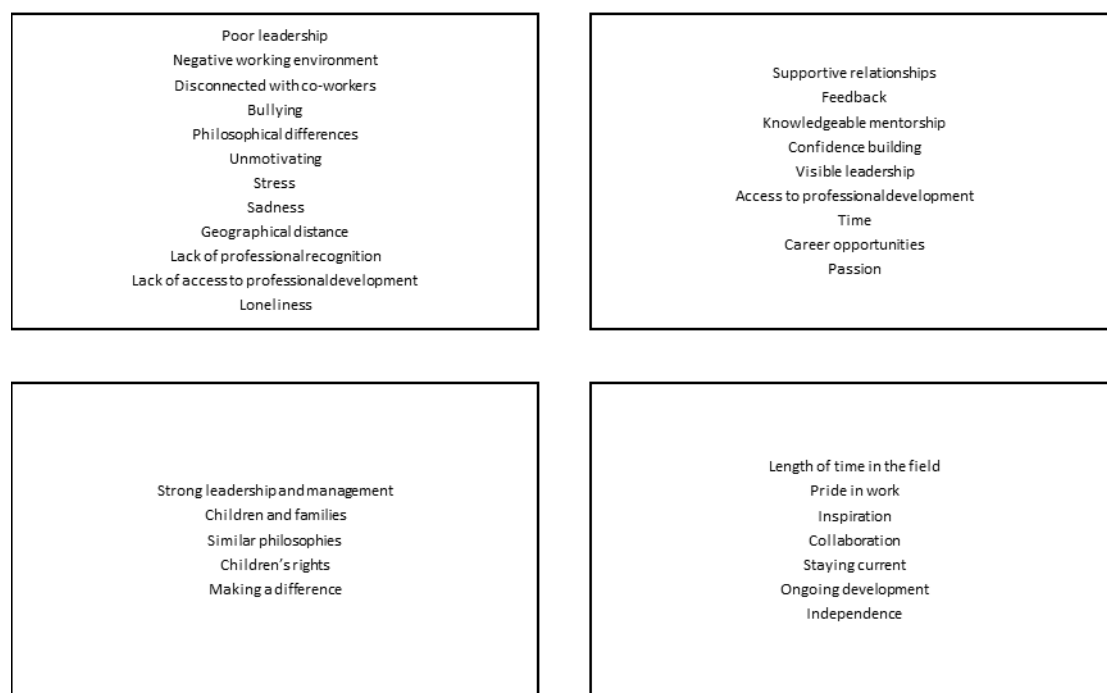 Poor leadership
Negative working environment
Disconnected with co-workers
Bullying
Philosophical differences
Unmotivating
Stress
Sadness
Geographical distance
Lack of professional recognition
Lack of access to professional development
Loneliness
Supportive relationships
Feedback
Knowledgeable mentorship
Confidence building
Visible leadership
Access to professional development
Time
Career opportunities
Passion
Strong leadership and management
Children and families
Similar philosophies
Children's rights
Making a difference
Length of time in the field
Pride in work
Inspiration
Collaboration
Staying current
Ongoing development
Independence